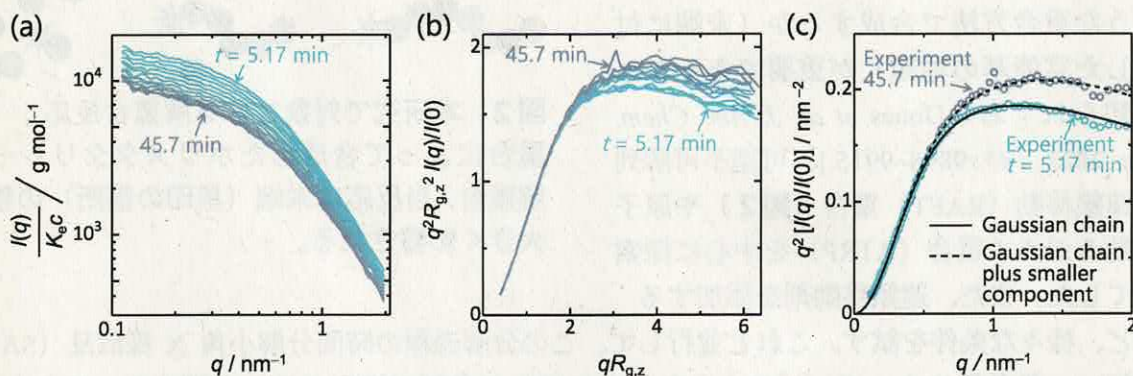 (a)
I(q)
K_e c / g mol⁻¹
10⁴
10³
t = 5.17 min
45.7 min
0.1
1
q / nm⁻¹
(b)
q²R_g,z² I(q)/I(0)
2
1
0
45.7 min
t = 5.17 min
0
2
4
6
qR_g,z
(c)
q² [I(q)/I(0)] / nm⁻²
0.2
0.1
0
Experiment
45.7 min
Experiment
t = 5.17 min
Gaussian chain
Gaussian chain
plus smaller
component
0
1
2
q / nm⁻¹